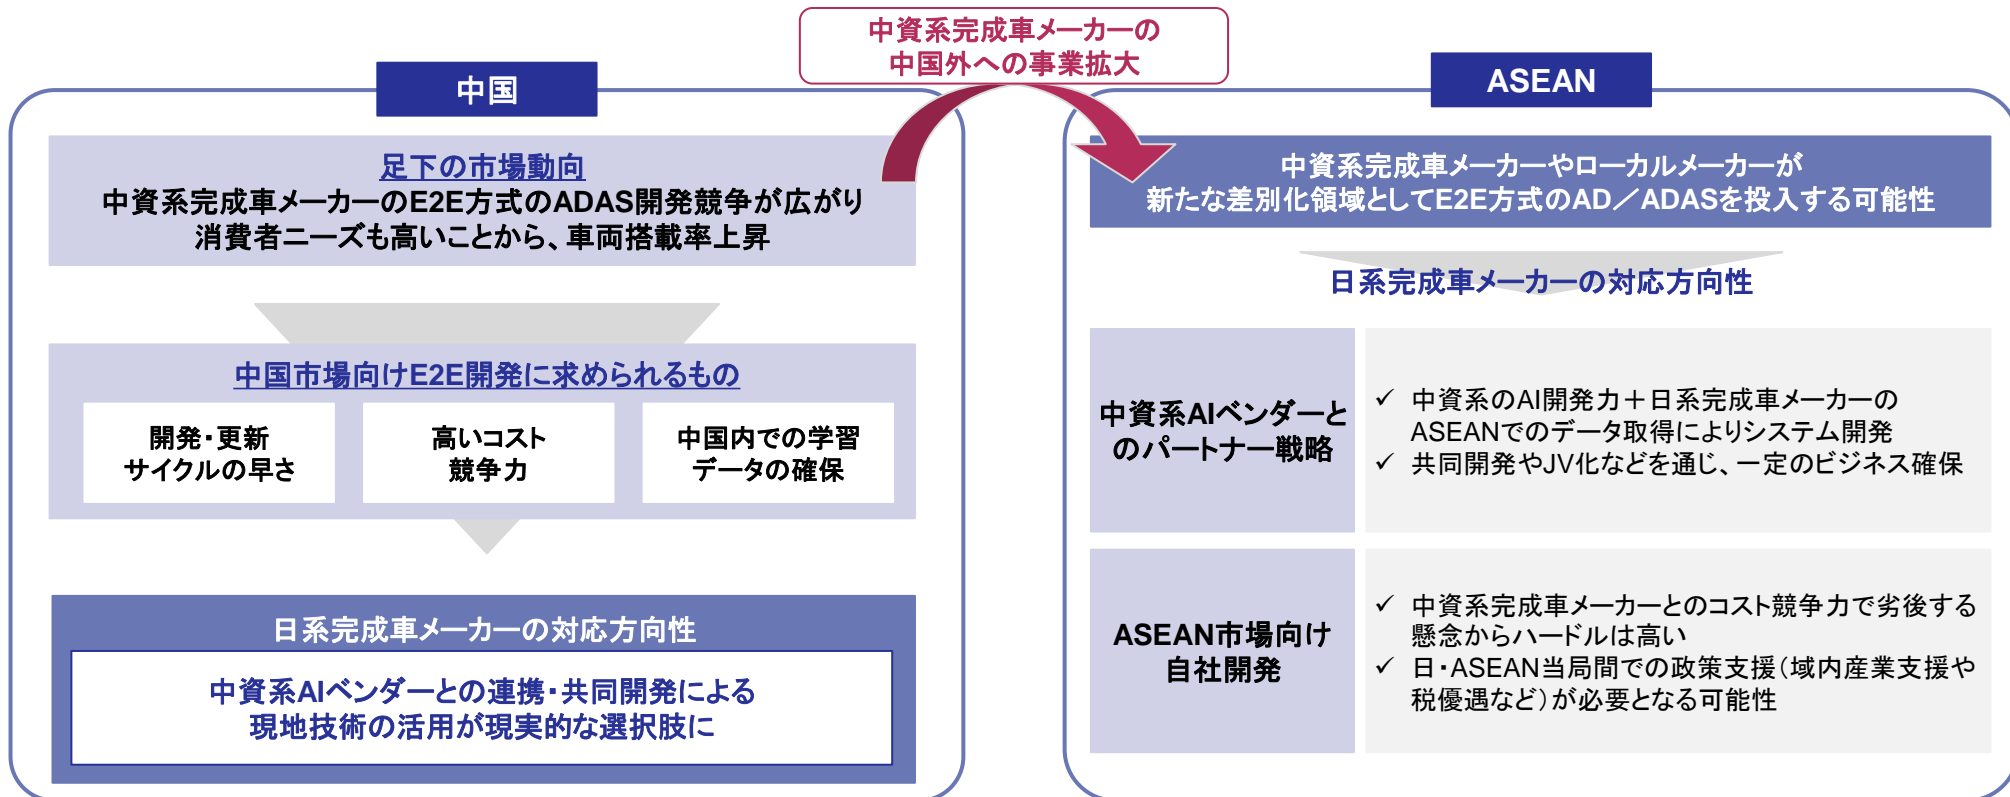 中資系完成車メーカーの
中国外への事業拡大
中国
足下の市場動向
中資系完成車メーカーのE2E方式のADAS開発競争が広がり
消費者ニーズも高いことから、車両搭載率上昇
中国市場向けE2E開発に求められるもの
開発・更新
サイクルの早さ
高いコスト
競争力
中国内での学習
データの確保
日系完成車メーカーの対応方向性
中資系AIベンダーとの連携・共同開発による
現地技術の活用が現実的な選択肢に
ASEAN
中資系完成車メーカーやローカルメーカーが
新たな差別化領域としてE2E方式のAD／ADASを投入する可能性
日系完成車メーカーの対応方向性
中資系AIベンダーと
のパートナー戦略
✓ 中資系のAI開発力＋日系完成車メーカーの
ASEANでのデータ取得によりシステム開発
✓ 共同開発やJV化などを通じ、一定のビジネス確保
ASEAN市場向け
自社開発
✓ 中資系完成車メーカーとのコスト競争力で劣後する
懸念からハードルは高い
✓ 日・ASEAN当局間での政策支援（域内産業支援や
税優遇など）が必要となる可能性